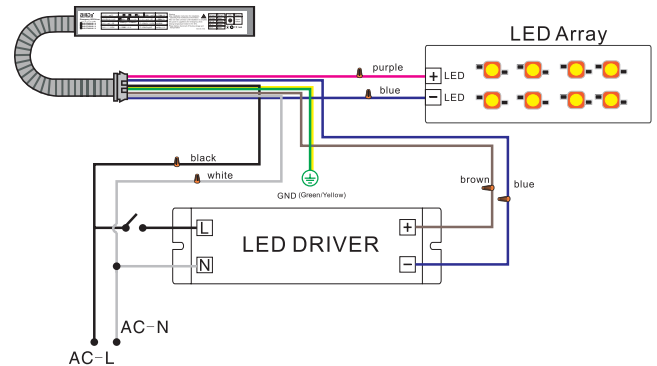 LED Array
purple
+ LED
blue
− LED
black
white
GND (Green/Yellow)
brown
blue
L
+
LED DRIVER
N
−
AC-N
AC-L